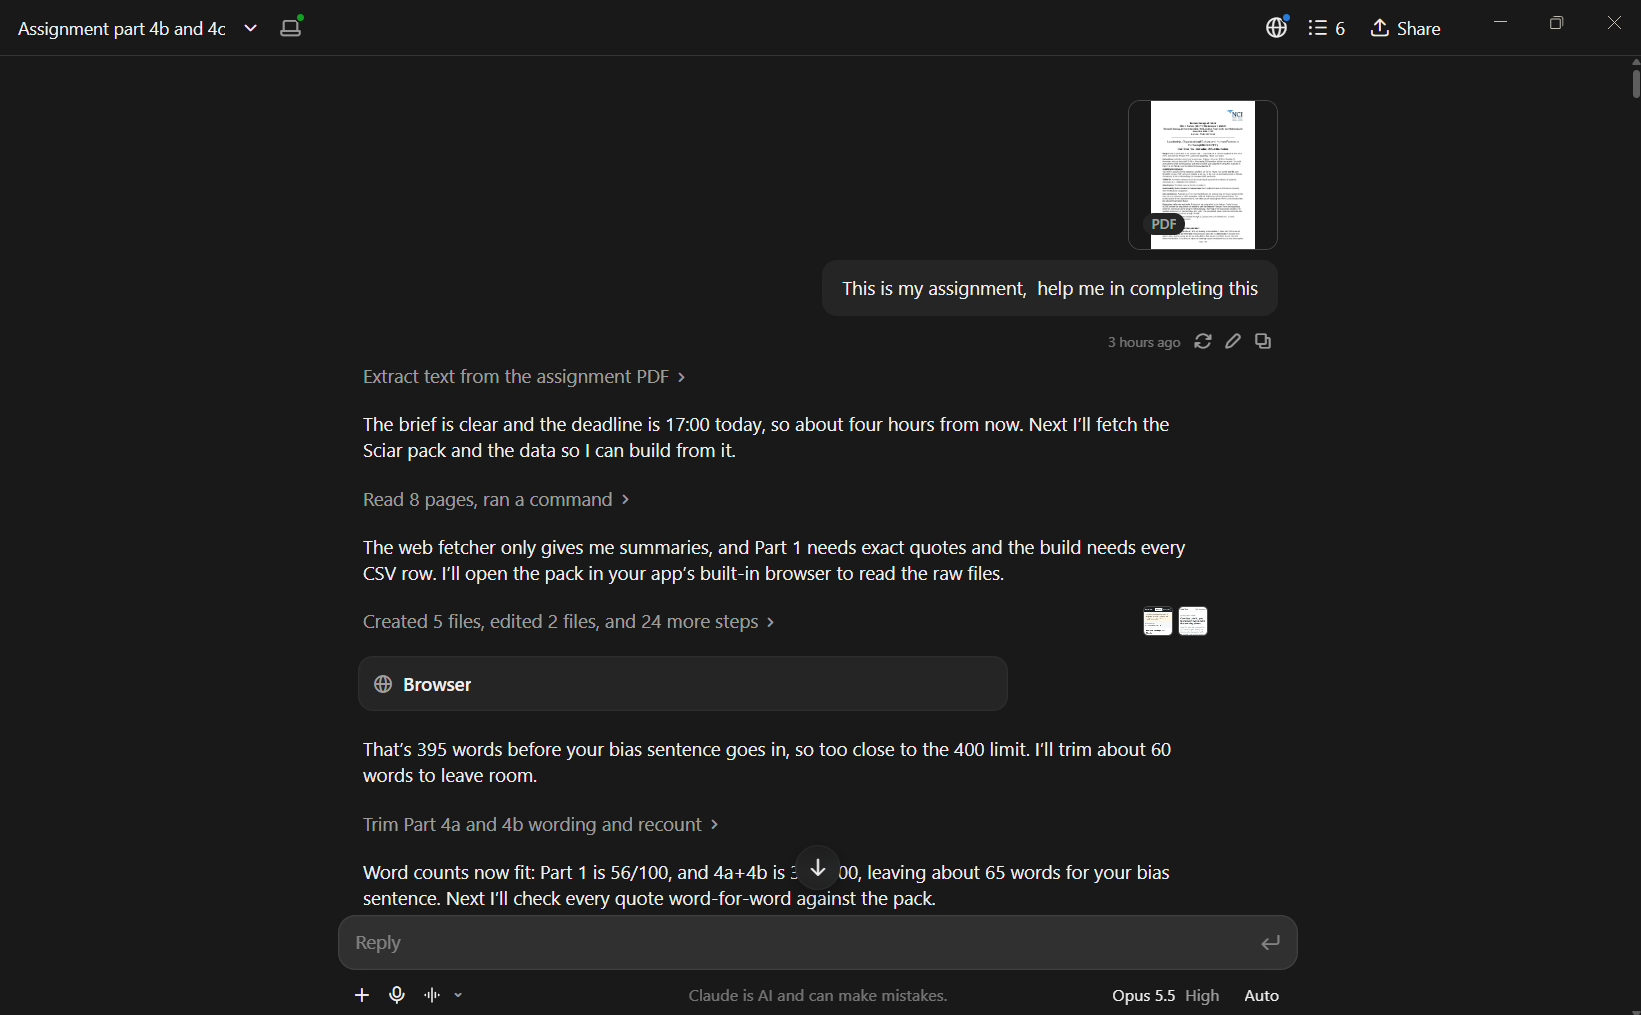 Assignment part 4b and 4c
6
Share
NCI
PDF
This is my assignment,  help me in completing this
3 hours ago
Extract text from the assignment PDF
The brief is clear and the deadline is 17:00 today, so about four hours from now. Next I’ll fetch the
Sciar pack and the data so I can build from it.
Read 8 pages, ran a command
The web fetcher only gives me summaries, and Part 1 needs exact quotes and the build needs every
CSV row. I’ll open the pack in your app’s built-in browser to read the raw files.
Created 5 files, edited 2 files, and 24 more steps
Browser
That’s 395 words before your bias sentence goes in, so too close to the 400 limit. I’ll trim about 60
words to leave room.
Trim Part 4a and 4b wording and recount
Word counts now fit: Part 1 is 56/100, and 4a+4b is leaving about 65 words for your bias
sentence. Next I’ll check every quote word-for-word against the pack.
Reply
Claude is AI and can make mistakes.
Opus 5.5 High Auto